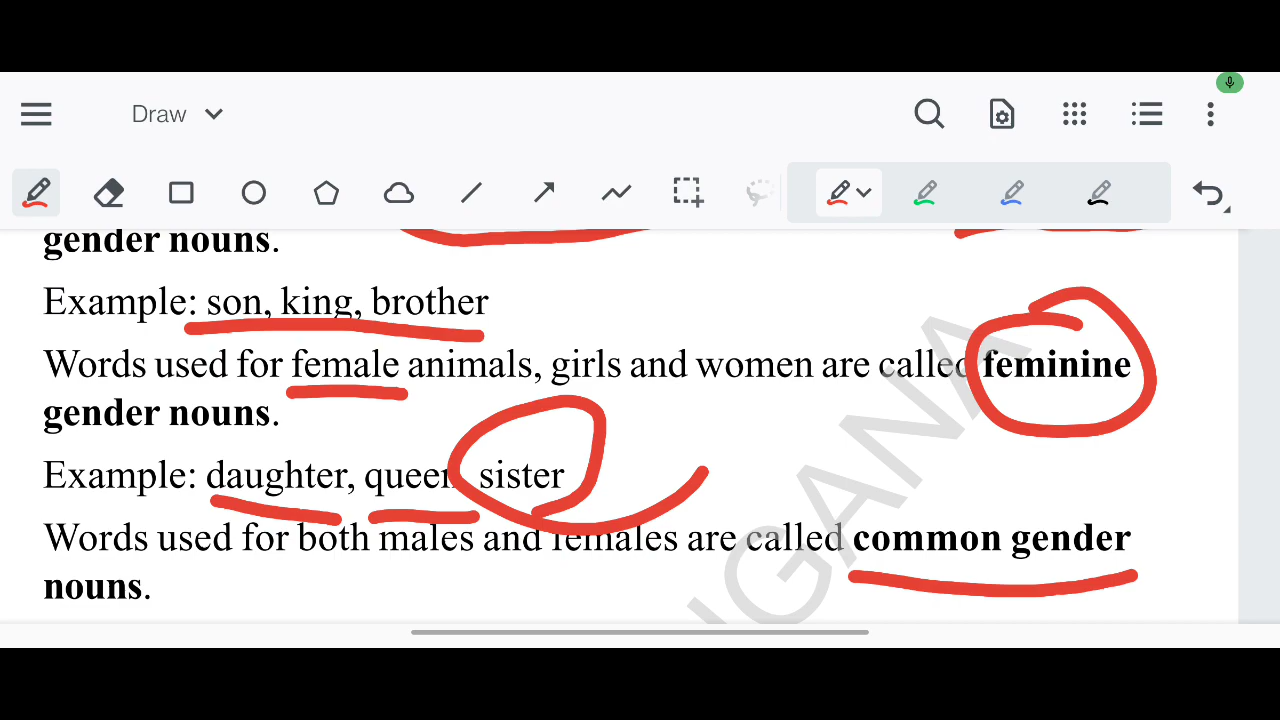 Draw
gender nouns.
Example: son, king, brother
Words used for female animals, girls and women are called feminine
gender nouns.
Example: daughter, queen, sister
Words used for both males and females are called common gender
nouns.
NGANA